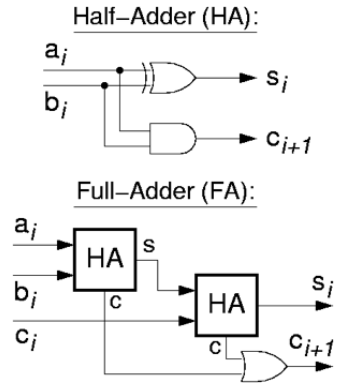 Half–Adder (HA):
a_i
b_i
s_i
c_{i+1}
Full–Adder (FA):
a_i
HA
s
b_i
c
HA
s_i
c_i
c
c_{i+1}